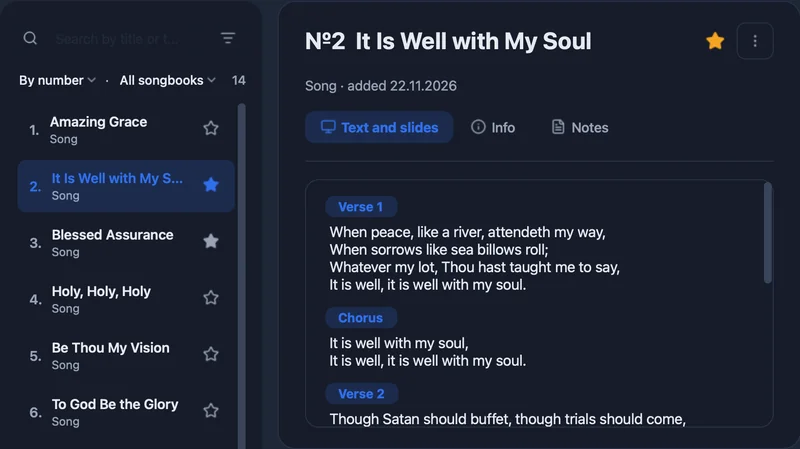 Search by title or t...
By number · All songbooks 14
1. Amazing Grace
Song
2. It Is Well with My S...
Song
3. Blessed Assurance
Song
4. Holy, Holy, Holy
Song
5. Be Thou My Vision
Song
6. To God Be the Glory
Song
№2 It Is Well with My Soul
Song · added 22.11.2026
Text and slides
Info
Notes
Verse 1
When peace, like a river, attendeth my way,
When sorrows like sea billows roll;
Whatever my lot, Thou hast taught me to say,
It is well, it is well with my soul.
Chorus
It is well with my soul,
It is well, it is well with my soul.
Verse 2
Though Satan should buffet, though trials should come,